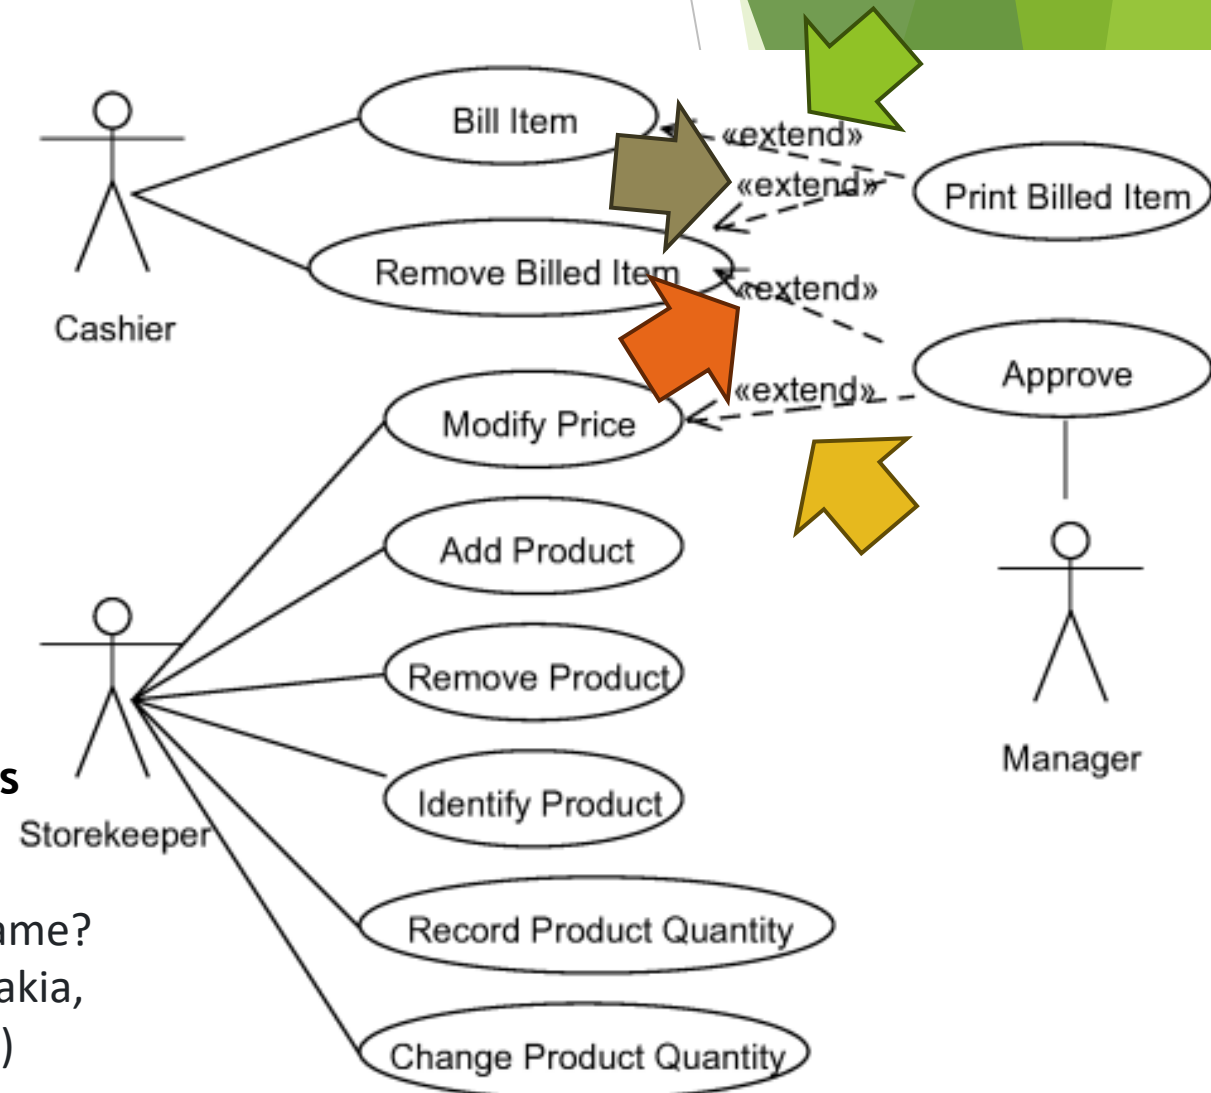 Bill Item
«extend»
«extend»
Print Billed Item
Remove Billed Item
«extend»
Cashier
Approve
«extend»
Modify Price
Add Product
Remove Product
Manager
s
Identify Product
Storekeeper
ame?
Record Product Quantity
akia,
)
Change Product Quantity